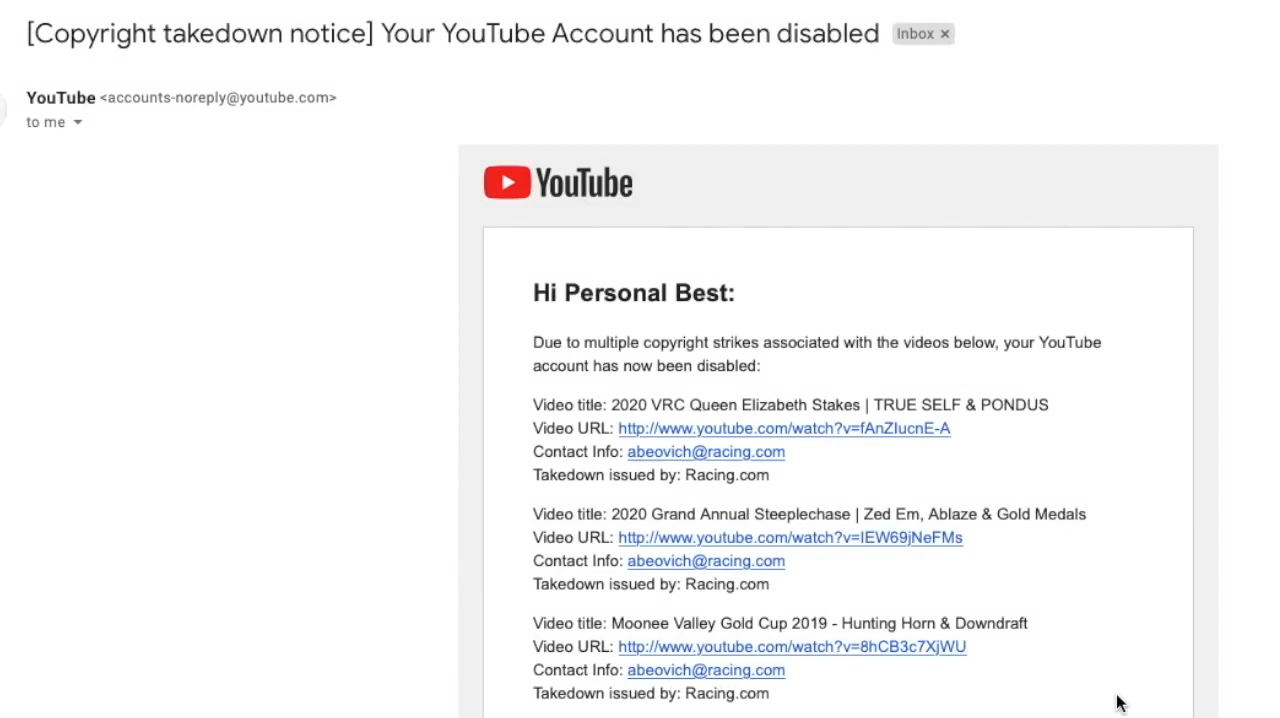 [Copyright takedown notice] Your YouTube Account has been disabled Inbox ×
YouTube <accounts-noreply@youtube.com>
to me
YouTube
Hi Personal Best:
Due to multiple copyright strikes associated with the videos below, your YouTube
account has now been disabled:
Video title: 2020 VRC Queen Elizabeth Stakes | TRUE SELF & PONDUS
Video URL: http://www.youtube.com/watch?v=fAnZIucnE-A
Contact Info: abeovich@racing.com
Takedown issued by: Racing.com
Video title: 2020 Grand Annual Steeplechase | Zed Em, Ablaze & Gold Medals
Video URL: http://www.youtube.com/watch?v=IEW69jNeFMs
Contact Info: abeovich@racing.com
Takedown issued by: Racing.com
Video title: Moonee Valley Gold Cup 2019 - Hunting Horn & Downdraft
Video URL: http://www.youtube.com/watch?v=8hCB3c7XjWU
Contact Info: abeovich@racing.com
Takedown issued by: Racing.com